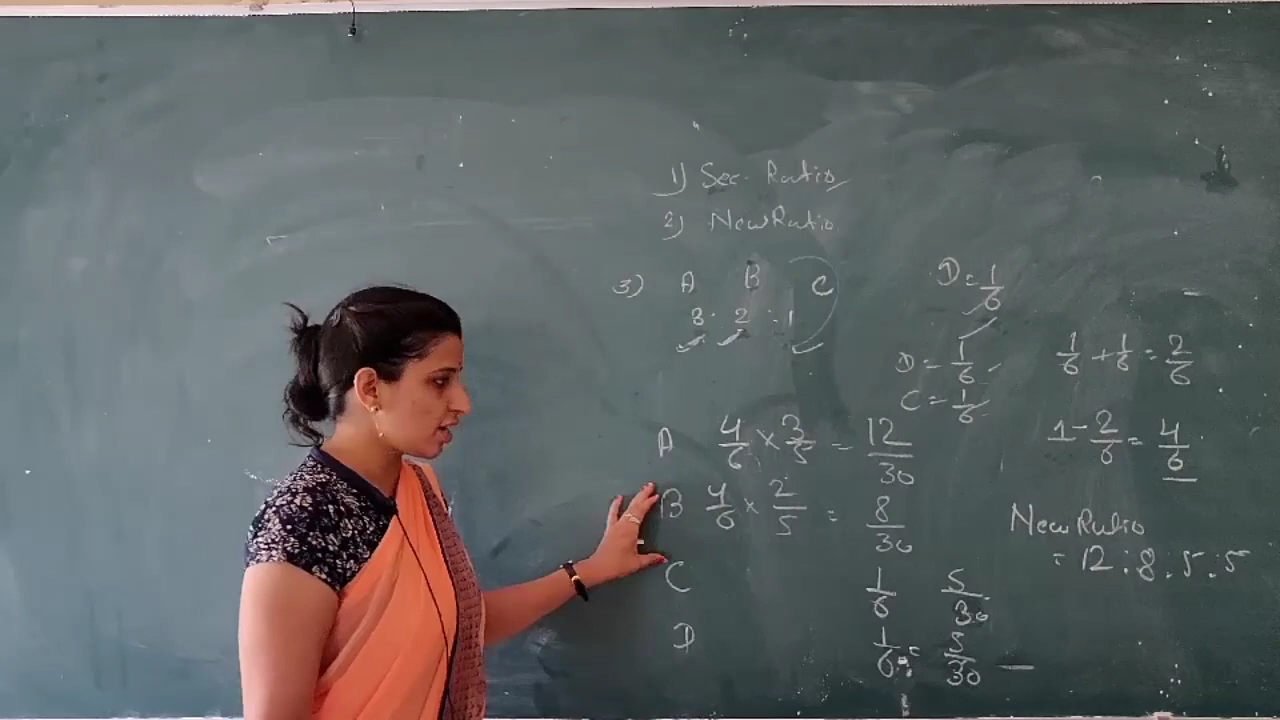 1) Sec. Ratio
2) New Ratio
3) A B C
3 : 2 : 1
D = 1/6
D = 1/6
C = 1/6
1/6 + 1/6 = 2/6
1 - 2/6 = 4/6
A 4/6 × 3/5 = 12/30
B 4/6 × 2/5 = 8/30
C 1/6 5/30
D 1/6 = 5/30
New Ratio
= 12 : 8 : 5 : 5